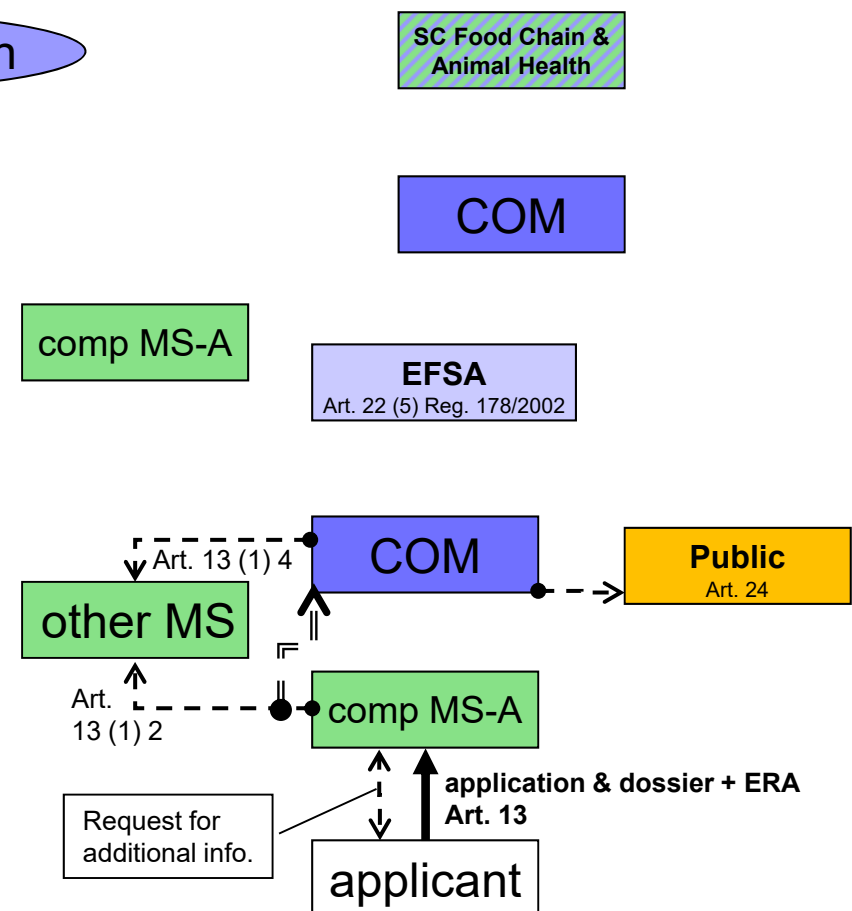 SC Food Chain &
Animal Health
COM
comp MS-A
EFSA
Art. 22 (5) Reg. 178/2002
Art. 13 (1) 4
COM
Public
Art. 24
other MS
Art.
13 (1) 2
comp MS-A
application & dossier + ERA
Art. 13
Request for
additional info.
applicant